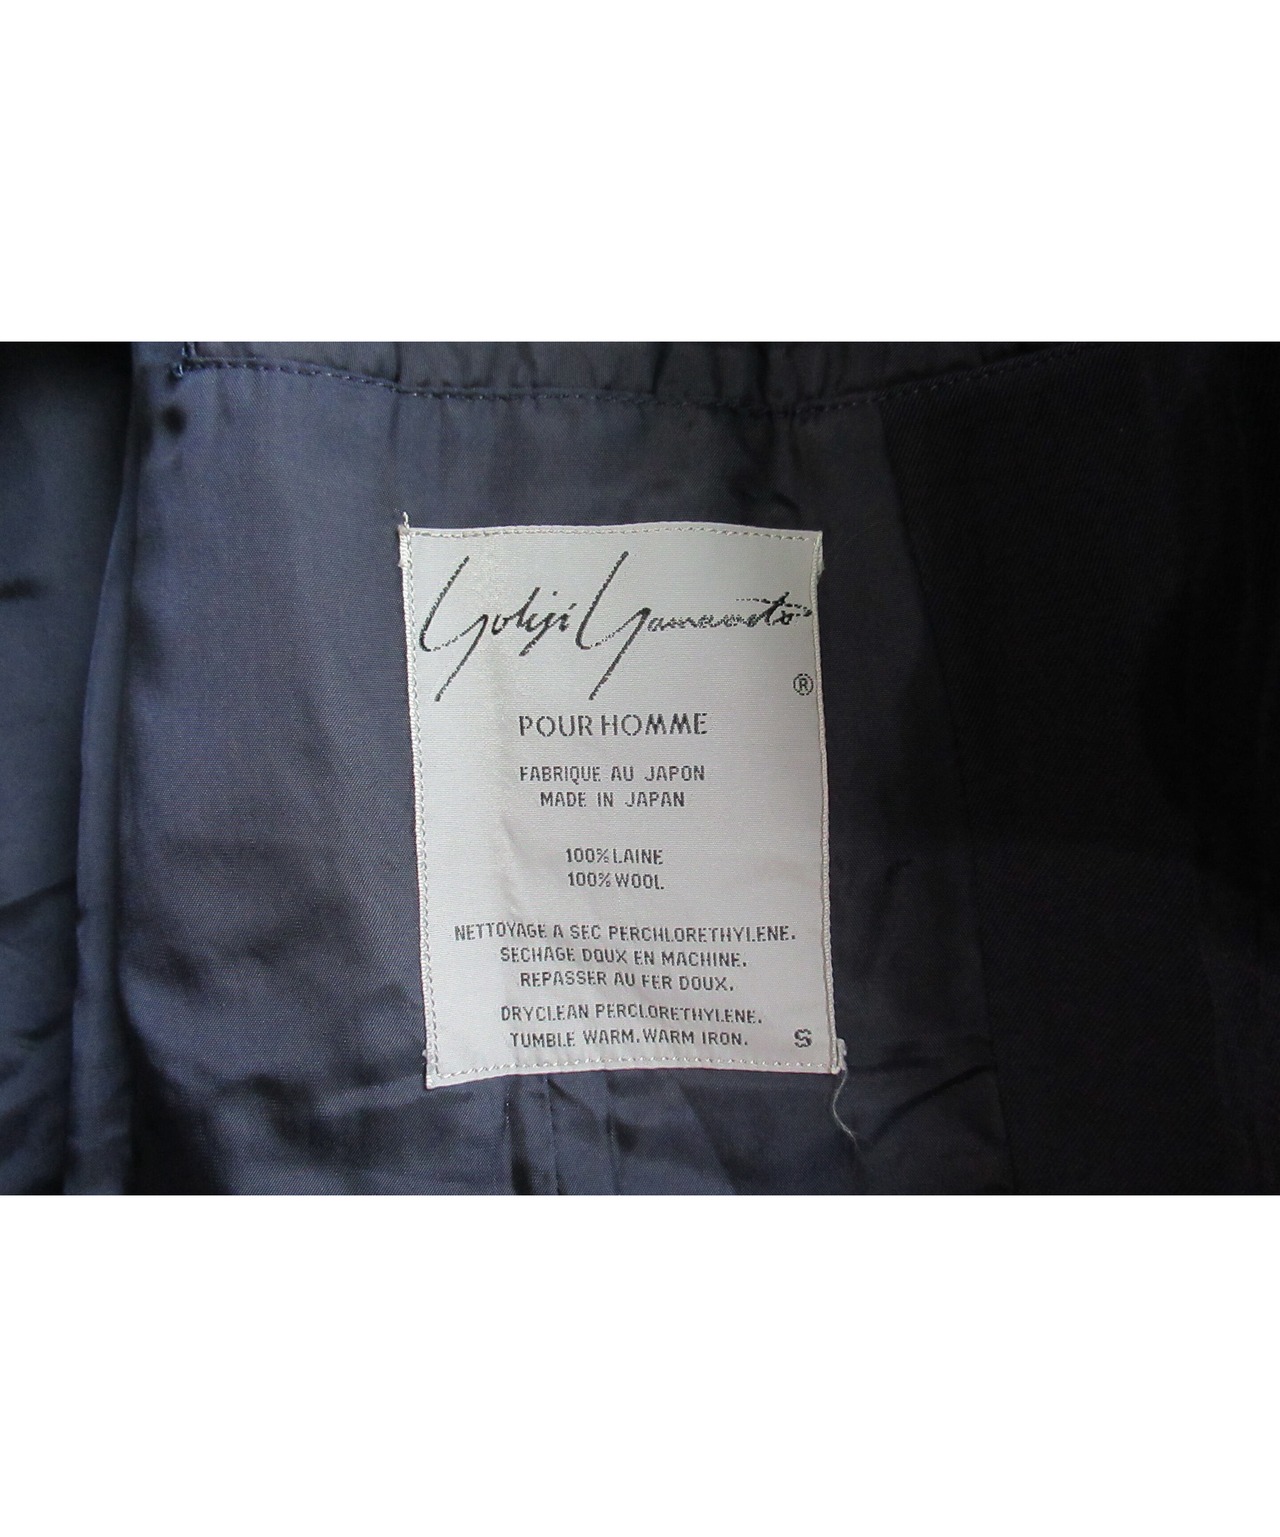 Yohji Yamamoto
®
POUR HOMME
FABRIQUE AU JAPON
MADE IN JAPAN
100% LAINE
100% WOOL
NETTOYAGE A SEC PERCHLORETHYLENE.
SECHAGE DOUX EN MACHINE.
REPASSER AU FER DOUX.
DRYCLEAN PERCLORETHYLENE.
TUMBLE WARM. WARM IRON. S